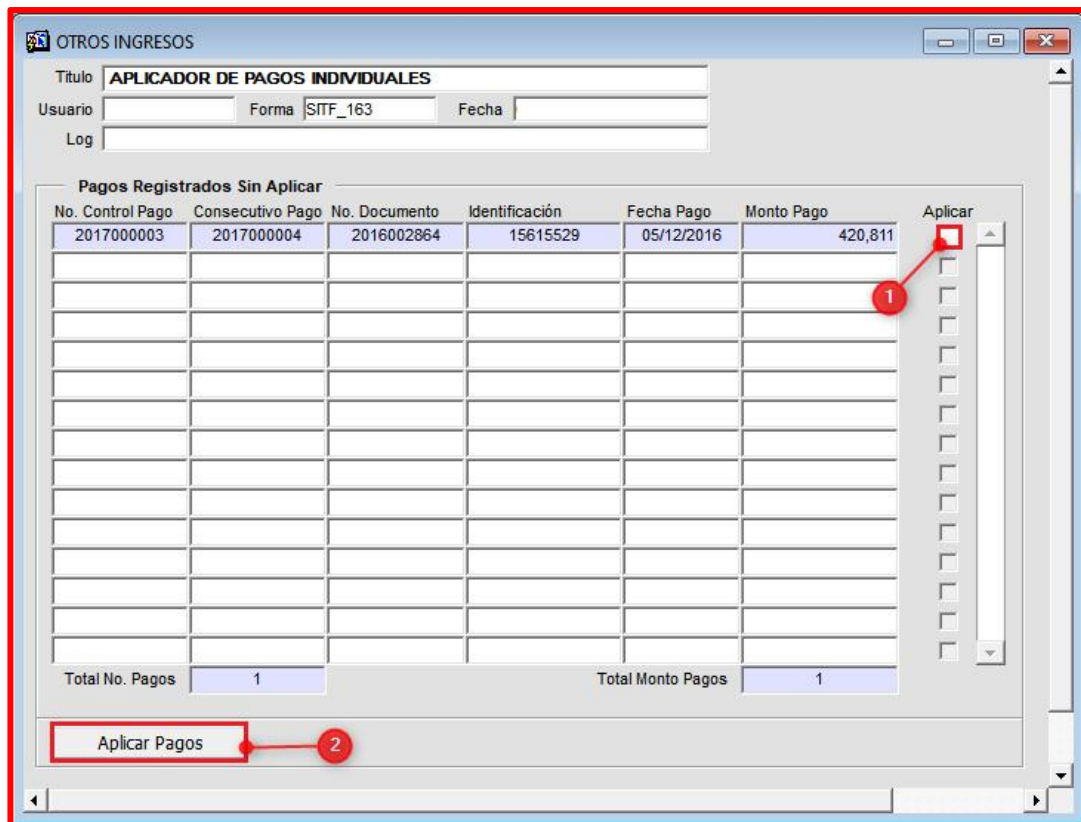 OTROS INGRESOS
Titulo APLICADOR DE PAGOS INDIVIDUALES
Usuario Forma SITF_163 Fecha
Log
Pagos Registrados Sin Aplicar
No. Control Pago Consecutivo Pago No. Documento Identificación Fecha Pago Monto Pago Aplicar
2017000003 2017000004 2016002864 15615529 05/12/2016 420,811
1
Total No. Pagos 1 Total Monto Pagos 1
Aplicar Pagos 2